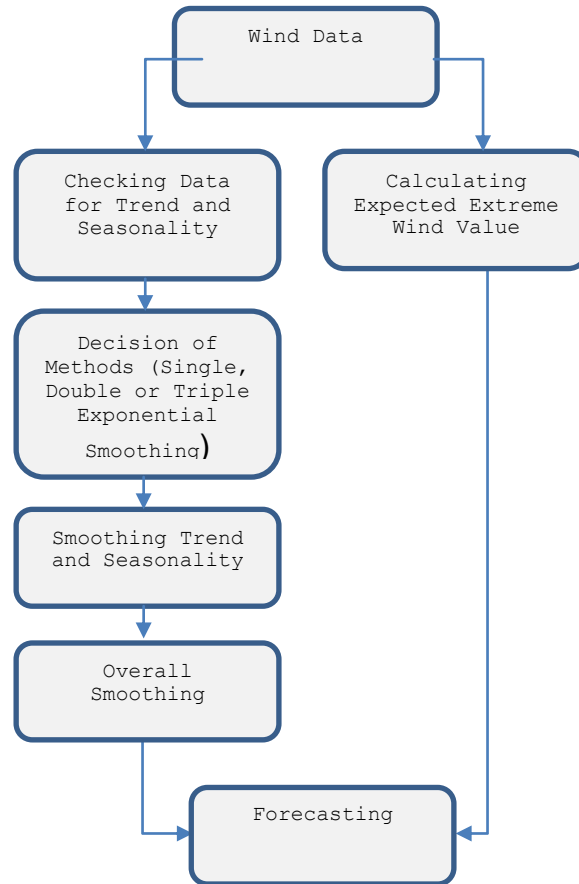 Wind Data
Checking Data
for Trend and
Seasonality
Calculating
Expected Extreme
Wind Value
Decision of
Methods (Single,
Double or Triple
Exponential
Smoothing)
Smoothing Trend
and Seasonality
Overall
Smoothing
Forecasting